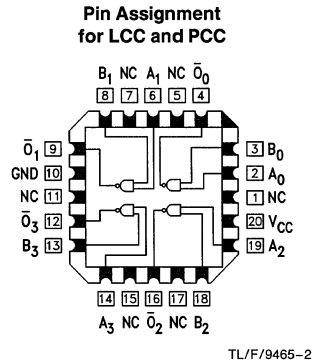 Pin Assignment
for LCC and PCC
B₁ NC A₁ NC Ō₀
8 7 6 5 4
Ō₁ 9
GND 10
NC 11
Ō₃ 12
B₃ 13
3 B₀
2 A₀
1 NC
20 V_CC
19 A₂
14 15 16 17 18
A₃ NC Ō₂ NC B₂
TL/F/9465–2